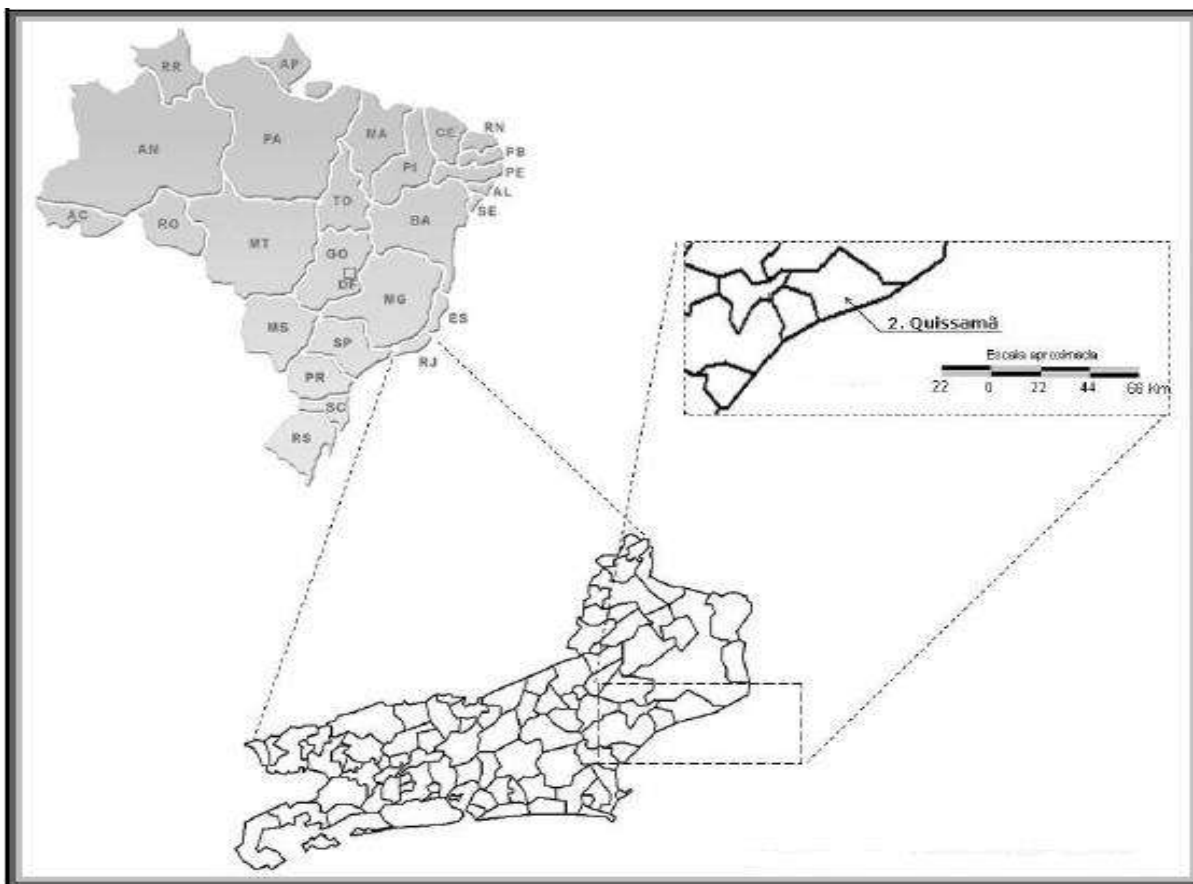 RR
AP
AM
PA
MA
CE
RN
PB
PI
PE
AL
SE
AC
RO
TO
BA
MT
GO
DF
MG
MS
ES
SP
RJ
PR
SC
RS
2. Quissamã
Escala aproximada
22 0 22 44 66 Km